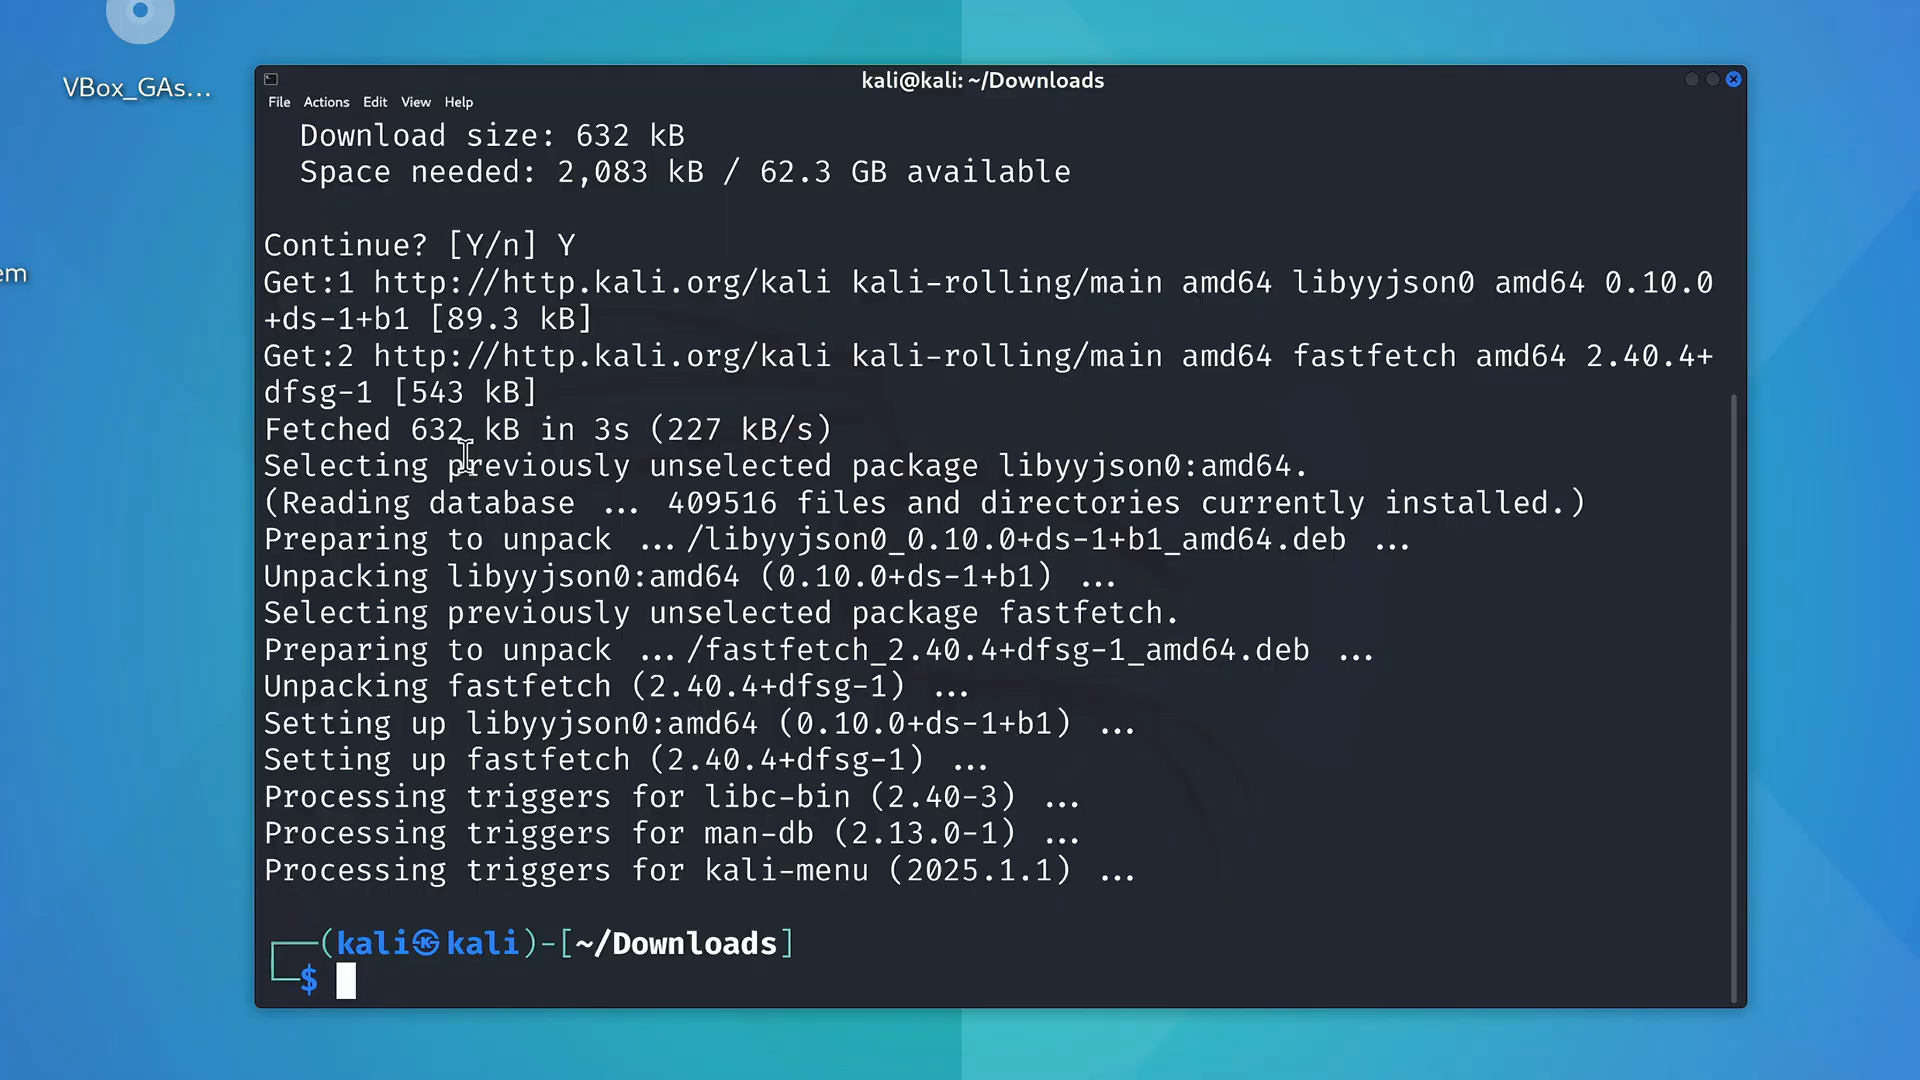 VBox_GAs...
em
kali@kali: ~/Downloads
File Actions Edit View Help
Download size: 632 kB
Space needed: 2,083 kB / 62.3 GB available
Continue? [Y/n] Y
Get:1 http://http.kali.org/kali kali-rolling/main amd64 libyyjson0 amd64 0.10.0
+ds-1+b1 [89.3 kB]
Get:2 http://http.kali.org/kali kali-rolling/main amd64 fastfetch amd64 2.40.4+
dfsg-1 [543 kB]
Fetched 632 kB in 3s (227 kB/s)
Selecting previously unselected package libyyjson0:amd64.
(Reading database ... 409516 files and directories currently installed.)
Preparing to unpack .../libyyjson0_0.10.0+ds-1+b1_amd64.deb ...
Unpacking libyyjson0:amd64 (0.10.0+ds-1+b1) ...
Selecting previously unselected package fastfetch.
Preparing to unpack .../fastfetch_2.40.4+dfsg-1_amd64.deb ...
Unpacking fastfetch (2.40.4+dfsg-1) ...
Setting up libyyjson0:amd64 (0.10.0+ds-1+b1) ...
Setting up fastfetch (2.40.4+dfsg-1) ...
Processing triggers for libc-bin (2.40-3) ...
Processing triggers for man-db (2.13.0-1) ...
Processing triggers for kali-menu (2025.1.1) ...
┌──(kali㉿kali)-[~/Downloads]
└─$